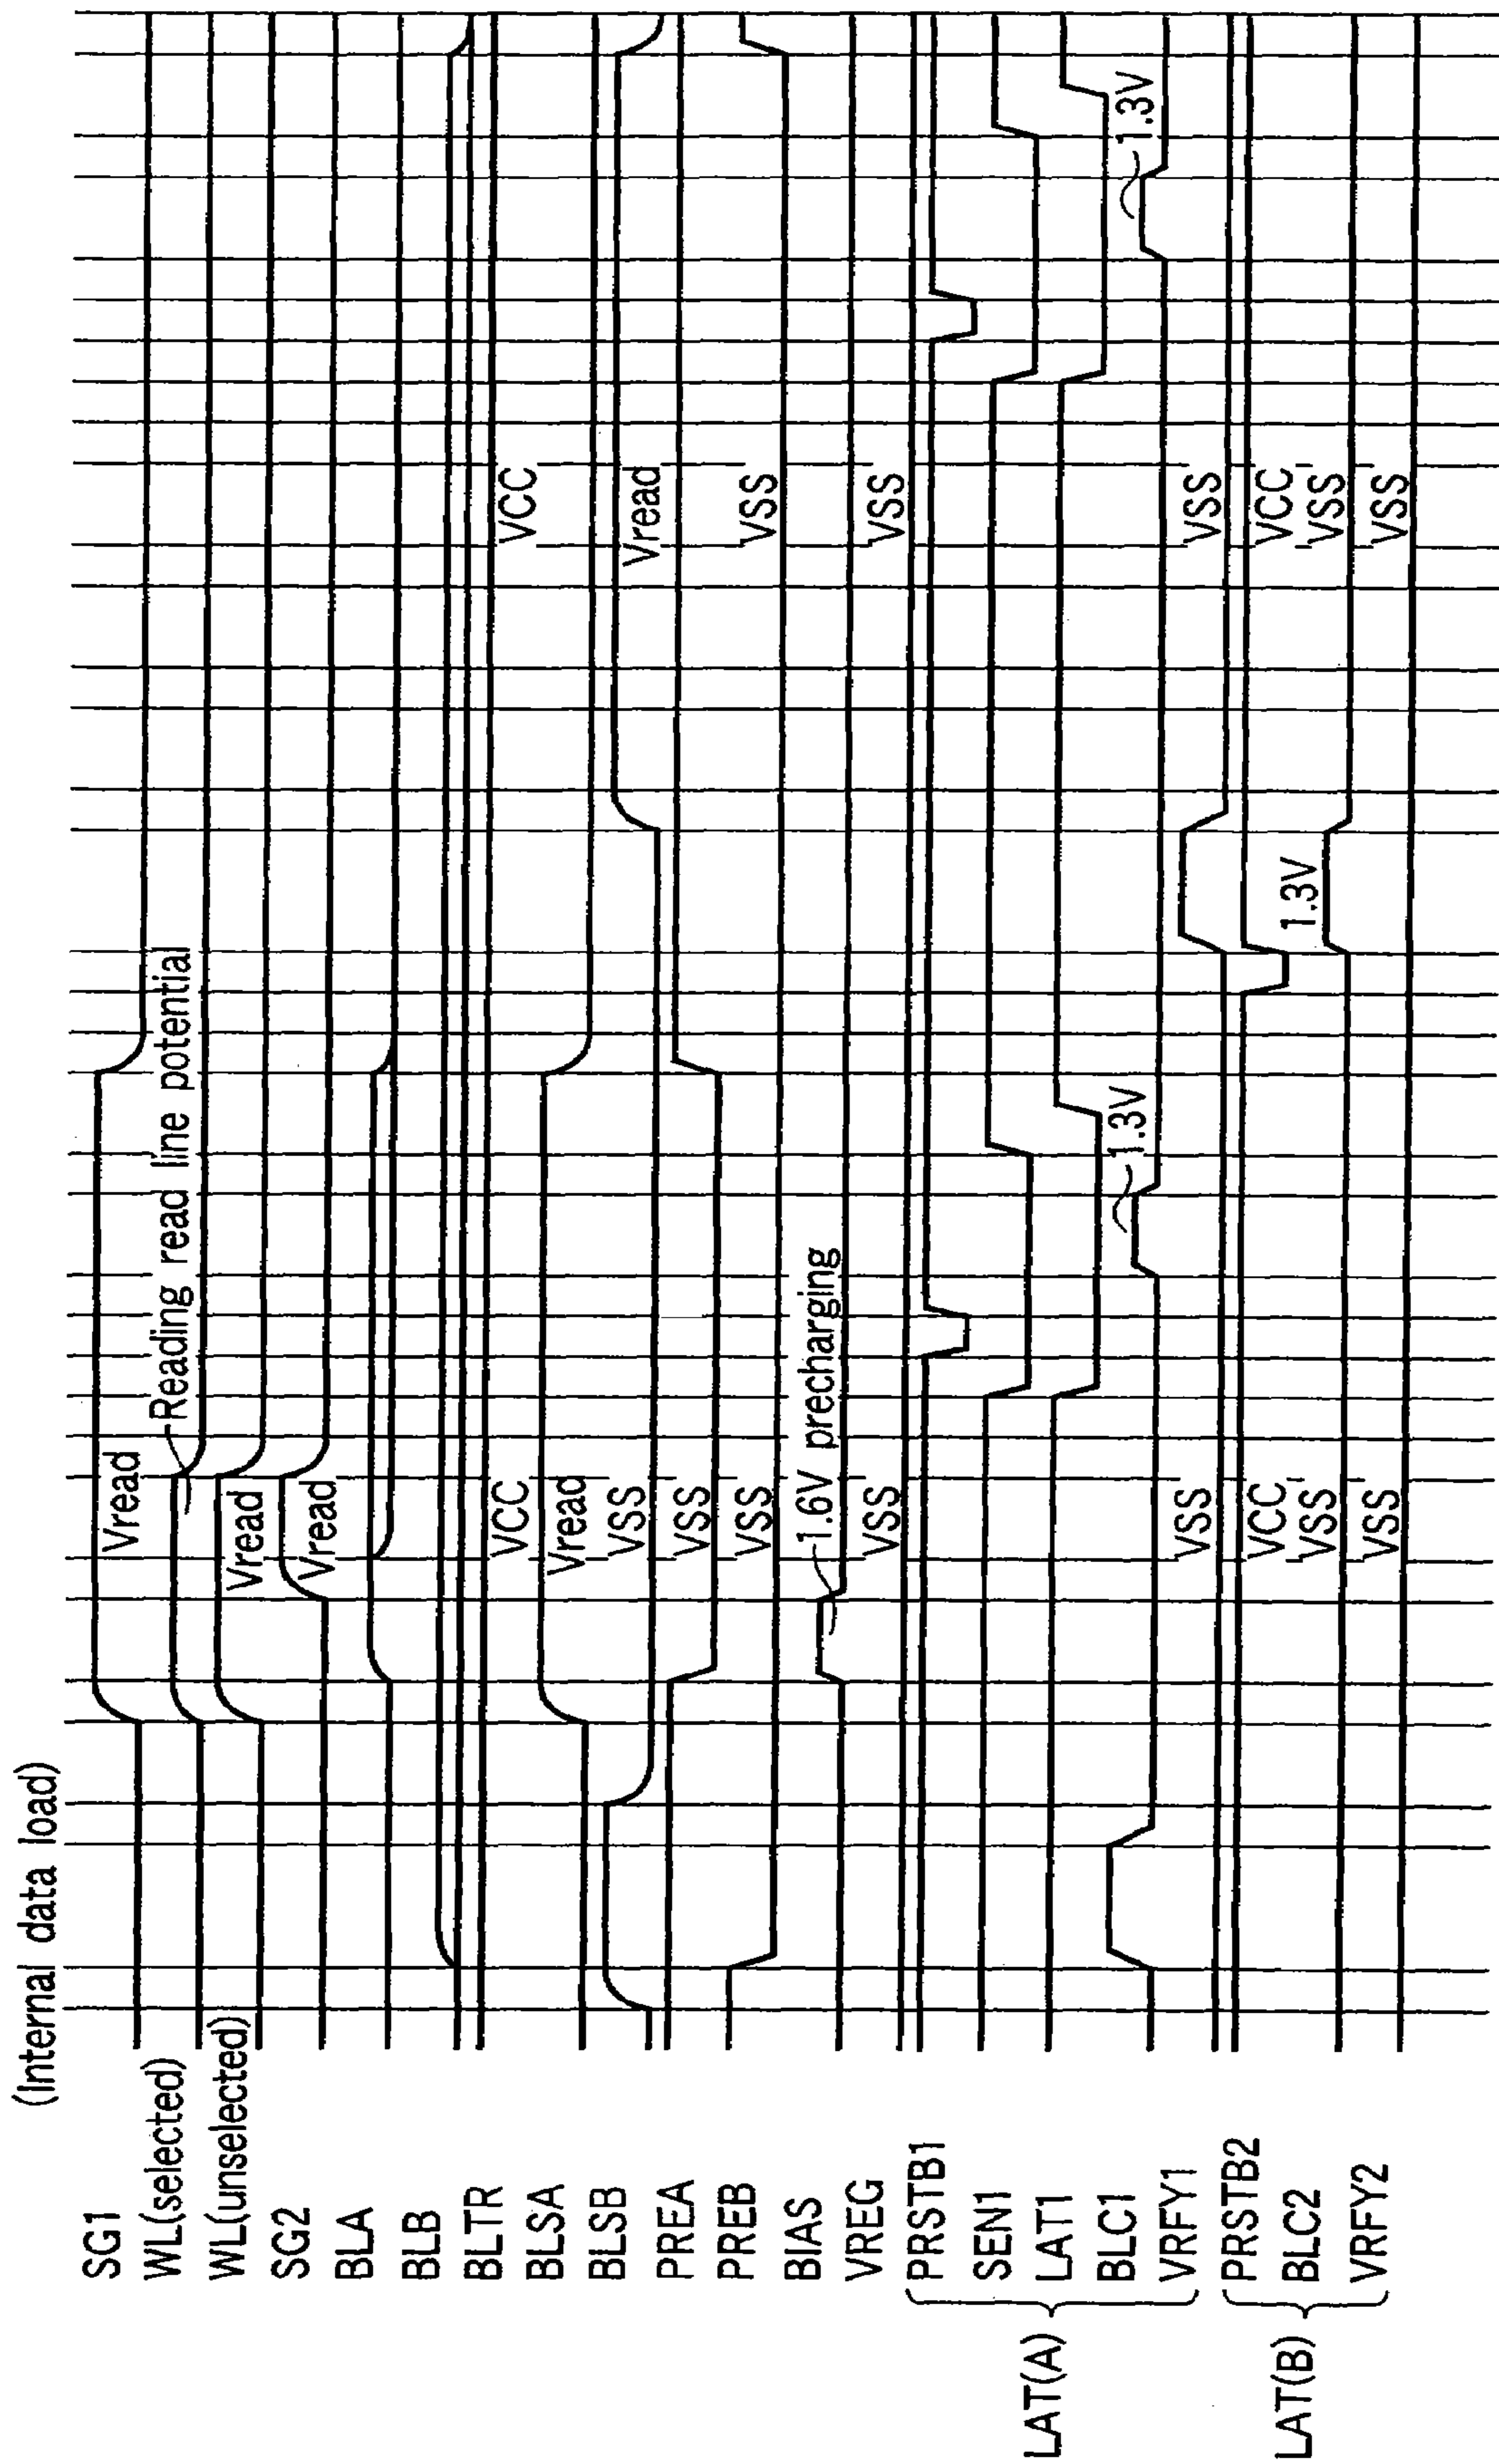 (Internal data load)
SG1
Vread
Reading read line potential
WL(selected)
WL(unselected)
Vread
SG2
Vread
BLA
BLB
BLTR
VCC
VCC
BLSA
Vread
BLSB
VSS
Vread
PREA
VSS
PREB
VSS
VSS
BIAS
1.6V precharging
VREG
VSS
VSS
LAT(A)
PRSTB1
SEN1
LAT1
BLC1
1.3V
1.3V
VRFY1
VSS
VSS
LAT(B)
PRSTB2
VCC
VCC
BLC2
VSS
1.3V
VSS
VRFY2
VSS
VSS